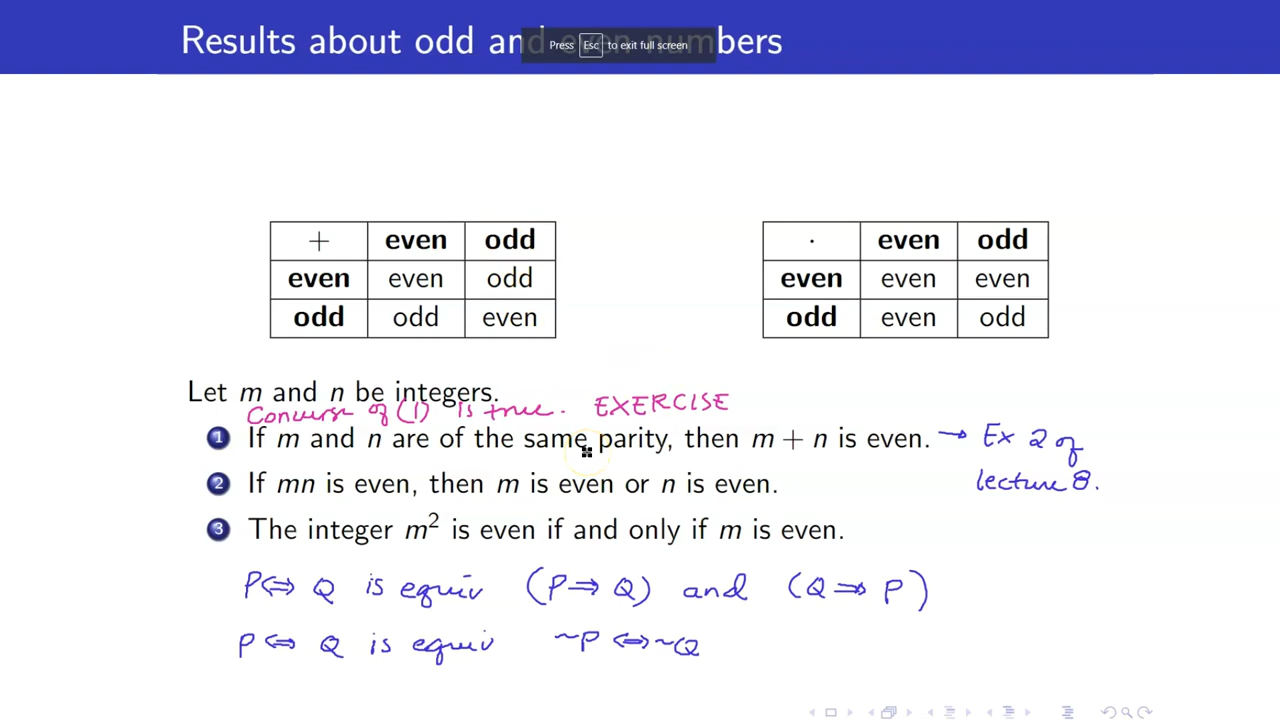 Results about odd and even numbers
Press Esc to exit full screen
+ even odd
even even odd
odd odd even
· even odd
even even even
odd even odd
Let m and n be integers.
Converse of (1) is true. EXERCISE
1 If m and n are of the same parity, then m + n is even. → Ex 2 of
lecture 8.
2 If mn is even, then m is even or n is even.
3 The integer m² is even if and only if m is even.
P⇔ Q is equiv (P ⇒ Q) and (Q ⇒ P)
P ⇔ Q is equiv ~P ⇔ ~Q